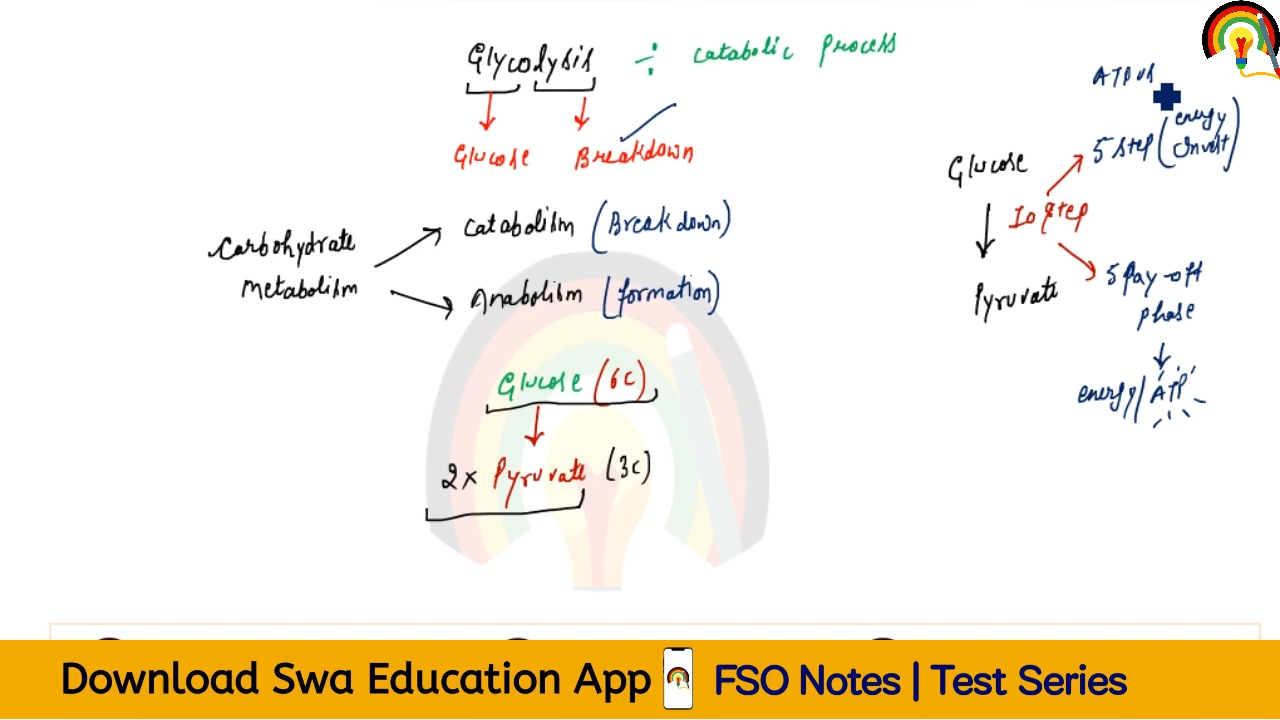 Glycolysis ÷ catabolic process
Glucose Breakdown
Carbohydrate
Metabolism
Catabolism (Breakdown)
Anabolism (formation)
Glucose (6C)
2x Pyruvate (3C)
ATP us
5 step (energy
Invest)
Glucose
10 step
Pyruvate
5 Pay-off
phase
energy/ATP
Download Swa Education App
FSO Notes | Test Series